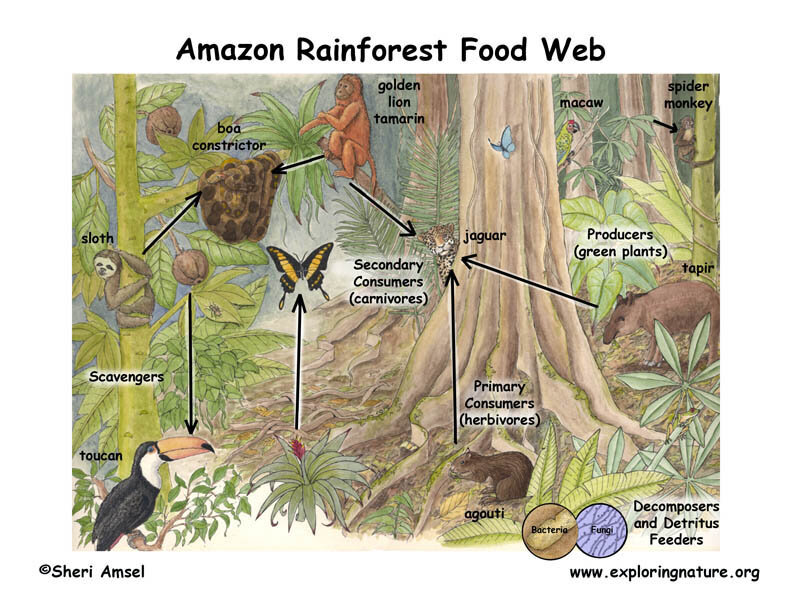 Amazon Rainforest Food Web
golden
lion
tamarin
boa
constrictor
macaw
spider
monkey
sloth
jaguar
Producers
(green plants)
tapir
Secondary
Consumers
(carnivores)
Scavengers
Primary
Consumers
(herbivores)
toucan
agouti
Bacteria
Fungi
Decomposers
and Detritus
Feeders
©Sheri Amsel
www.exploringnature.org